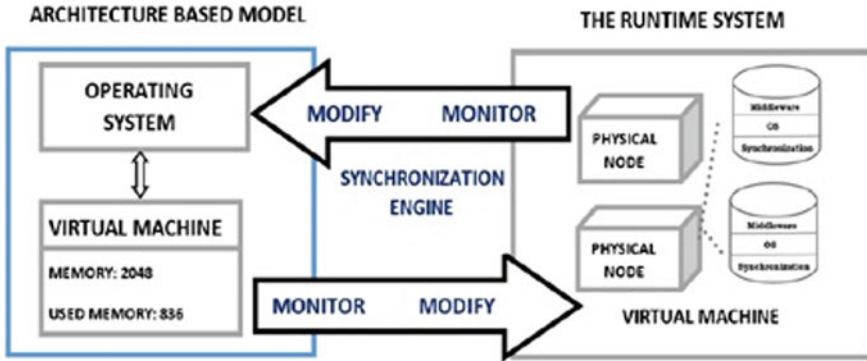 ARCHITECTURE BASED MODEL
THE RUNTIME SYSTEM
OPERATING
SYSTEM
VIRTUAL MACHINE
MEMORY: 2048
USED MEMORY: 836
MODIFY MONITOR
SYNCHRONIZATION
ENGINE
MONITOR MODIFY
PHYSICAL
NODE
Middleware
OS
Synchronization
PHYSICAL
NODE
Middleware
OS
Synchronization
VIRTUAL MACHINE